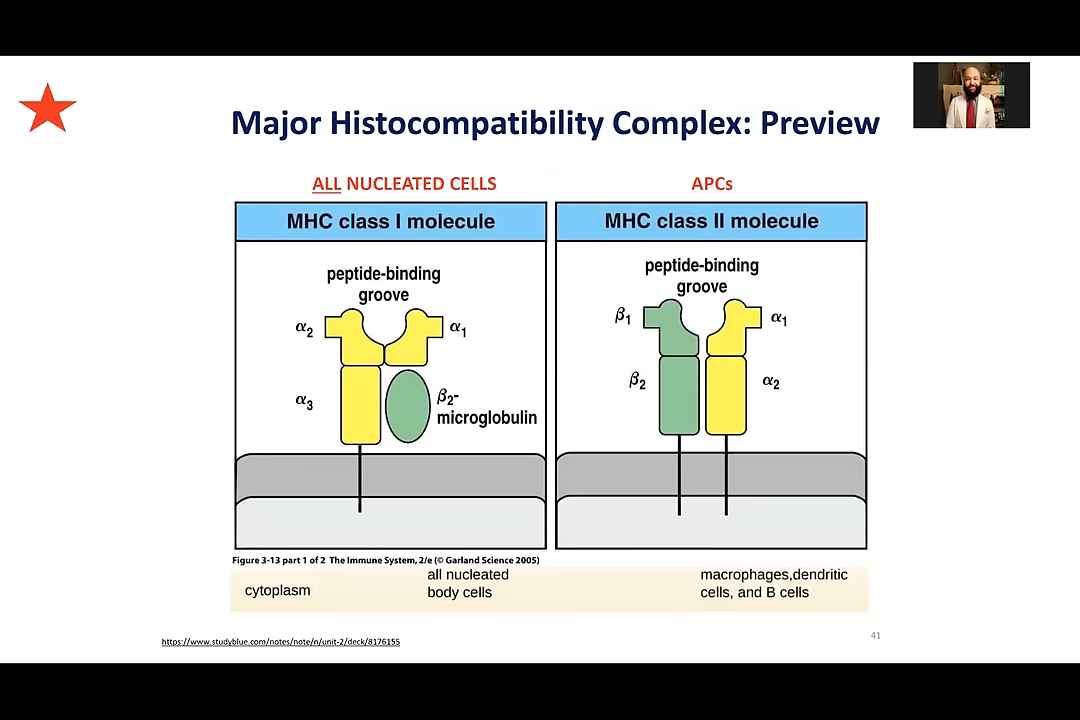 Major Histocompatibility Complex: Preview
ALL NUCLEATED CELLS
APCs
MHC class I molecule
MHC class II molecule
peptide-binding
groove
α2
α1
α3
β2-
microglobulin
peptide-binding
groove
β1
α1
β2
α2
Figure 3-13 part 1 of 2 The Immune System, 2/e (© Garland Science 2005)
cytoplasm
all nucleated
body cells
macrophages,dendritic
cells, and B cells
https://www.studyblue.com/notes/note/n/unit-2/deck/8176155
41